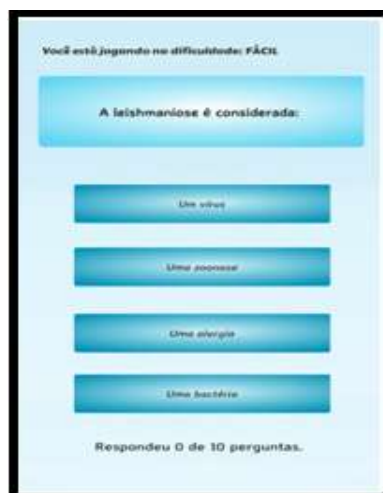 Você está jogando na dificuldade: FÁCIL
A leishmaniose é considerada:
Um vírus
Uma zoonose
Uma alergia
Uma bactéria
Respondeu 0 de 10 perguntas.